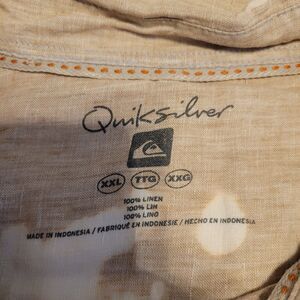 Quiksilver
XXL TTG XXG
100% LINEN
100% LIN
100% LINO
MADE IN INDONESIA / FABRIQUÉ EN INDONESIE / HECHO EN INDONESIA